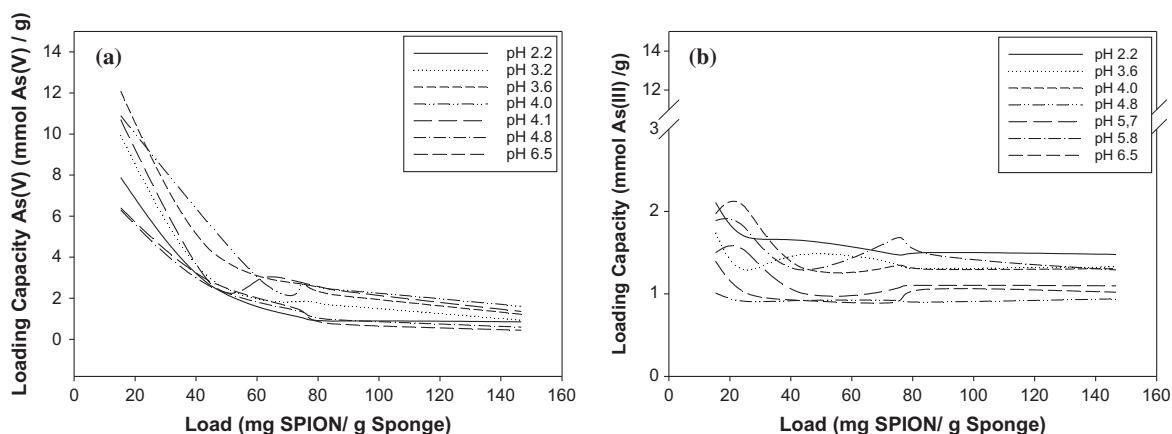 (a)
Loading Capacity As(V) (mmol As(V) / g)
14
12
10
8
6
4
2
0
0 20 40 60 80 100 120 140 160
Load (mg SPION/ g Sponge)
pH 2.2
pH 3.2
pH 3.6
pH 4.0
pH 4.1
pH 4.8
pH 6.5
(b)
Loading Capacity (mmol As(III) /g)
14
12
3
2
1
0
0 20 40 60 80 100 120 140 160
Load (mg SPION/ g Sponge)
pH 2.2
pH 3.6
pH 4.0
pH 4.8
pH 5,7
pH 5.8
pH 6.5